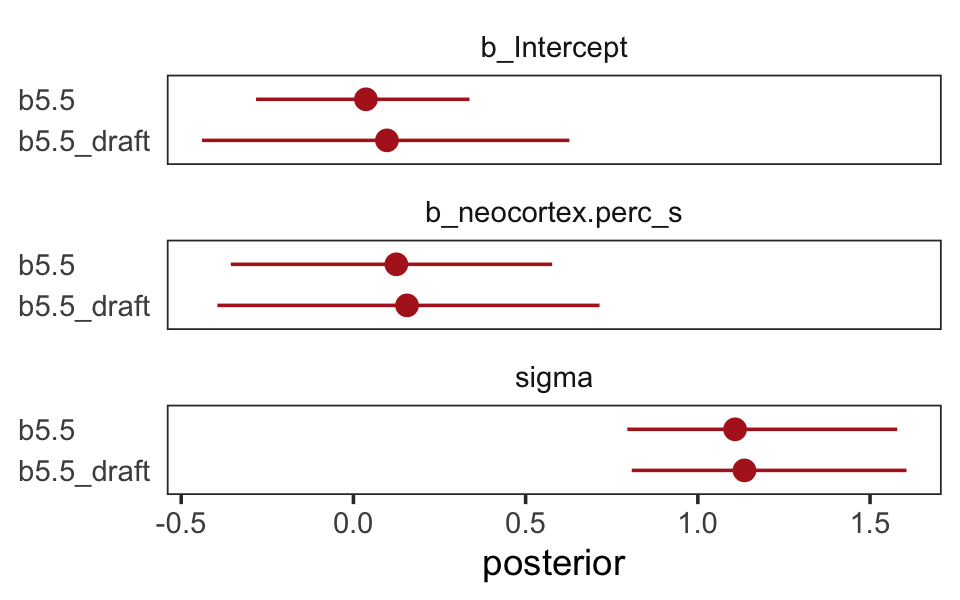 b_Intercept
b5.5
b5.5_draft
b_neocortex.perc_s
b5.5
b5.5_draft
sigma
b5.5
b5.5_draft
-0.5 0.0 0.5 1.0 1.5
posterior